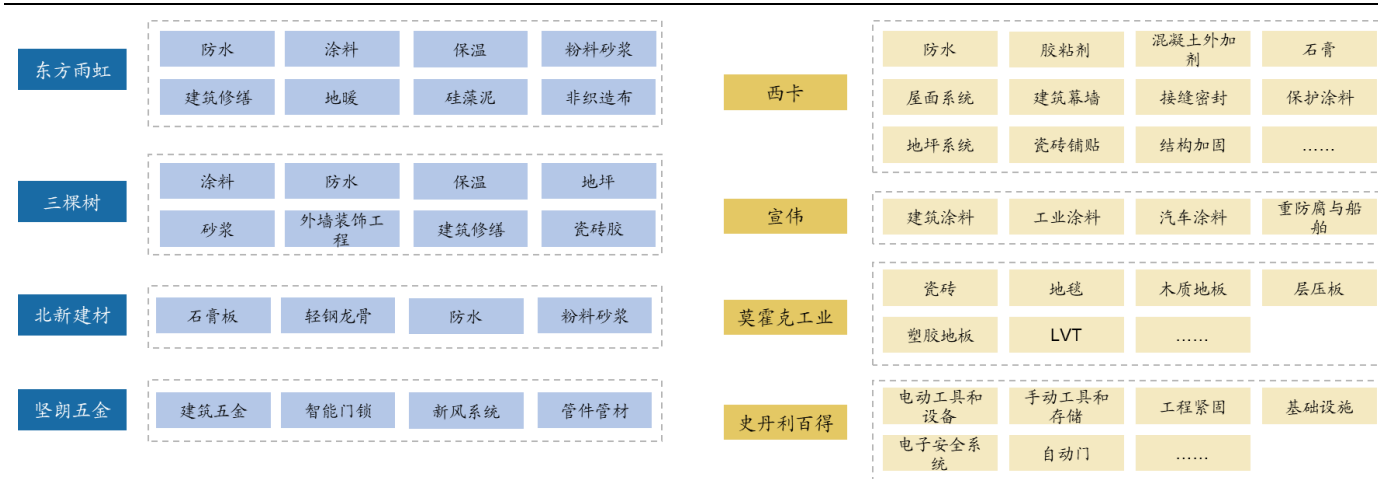 东方雨虹
防水
涂料
保温
粉料砂浆
建筑修缮
地暖
硅藻泥
非织造布
三棵树
涂料
防水
保温
地坪
砂浆
外墙装饰工
程
建筑修缮
瓷砖胶
北新建材
石膏板
轻钢龙骨
防水
粉料砂浆
坚朗五金
建筑五金
智能门锁
新风系统
管件管材
西卡
防水
胶粘剂
混凝土外加
剂
石膏
屋面系统
建筑幕墙
接缝密封
保护涂料
地坪系统
瓷砖铺贴
结构加固
……
宣伟
建筑涂料
工业涂料
汽车涂料
重防腐与船
舶
莫霍克工业
瓷砖
地毯
木质地板
层压板
塑胶地板
LVT
……
史丹利百得
电动工具和
设备
手动工具和
存储
工程紧固
基础设施
电子安全系
统
自动门
……